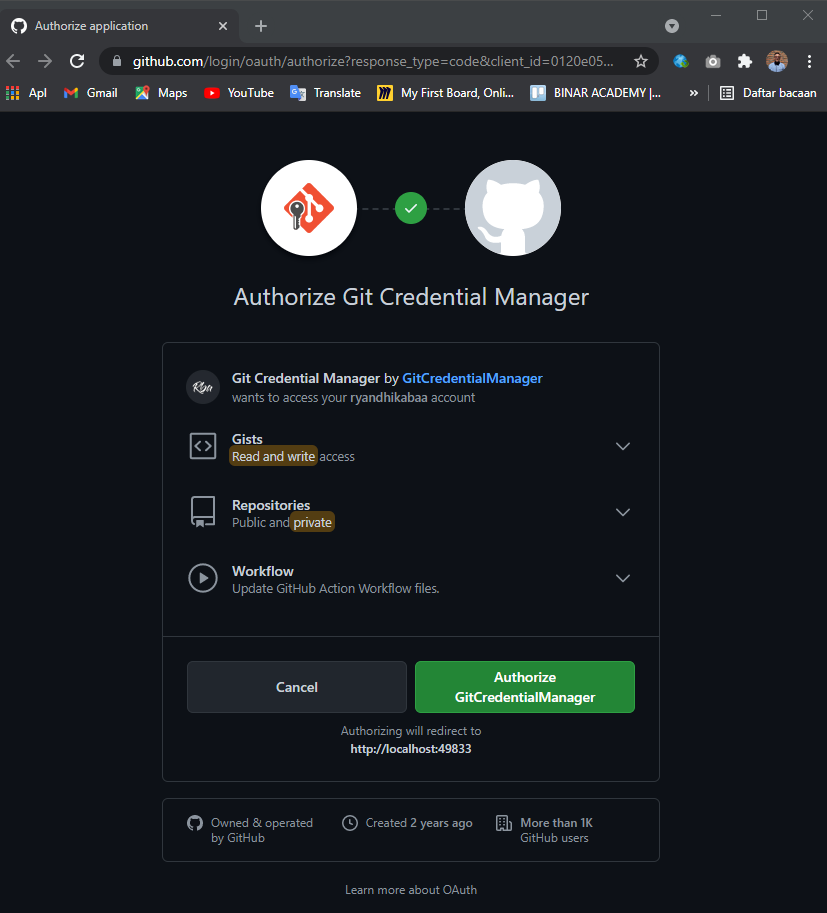 Authorize application
github.com/login/oauth/authorize?response_type=code&client_id=0120e05...
Apl
Gmail
Maps
YouTube
Translate
My First Board, Onli...
BINAR ACADEMY |...
»
Daftar bacaan
Authorize Git Credential Manager
Rba
Git Credential Manager by GitCredentialManager
wants to access your ryandhikabaa account
Gists
Read and write access
Repositories
Public and private
Workflow
Update GitHub Action Workflow files.
Cancel
Authorize
GitCredentialManager
Authorizing will redirect to
http://localhost:49833
Owned & operated
by GitHub
Created 2 years ago
More than 1K
GitHub users
Learn more about OAuth